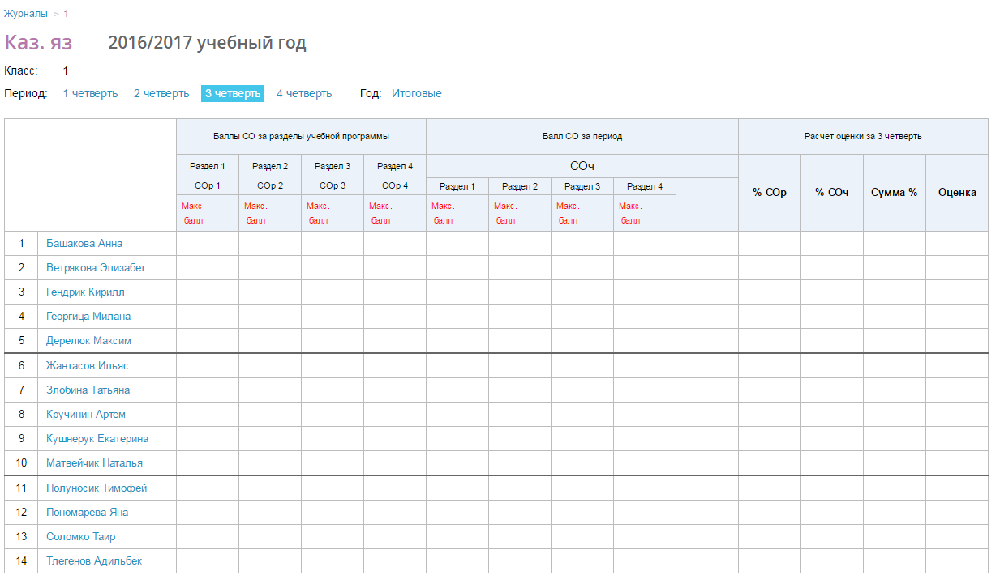 Журналы > 1
Каз. яз 2016/2017 учебный год
Класс: 1
Период: 1 четверть 2 четверть 3 четверть 4 четверть Год: Итоговые
Баллы СО за разделы учебной программы Балл СО за период Расчет оценки за 3 четверть
Раздел 1 Раздел 2 Раздел 3 Раздел 4 СОч
СОр 1 СОр 2 СОр 3 СОр 4 Раздел 1 Раздел 2 Раздел 3 Раздел 4 % СОр % СОч Сумма % Оценка
Макс. Макс. Макс. Макс. Макс. Макс. Макс. Макс.
балл балл балл балл балл балл балл балл
1 Башакова Анна
2 Ветрякова Элизабет
3 Гендрик Кирилл
4 Георгица Милана
5 Дерелюк Максим
6 Жантасов Ильяс
7 Злобина Татьяна
8 Кручинин Артем
9 Кушнерук Екатерина
10 Матвейчик Наталья
11 Полуносик Тимофей
12 Пономарева Яна
13 Соломко Таир
14 Тлегенов Адильбек